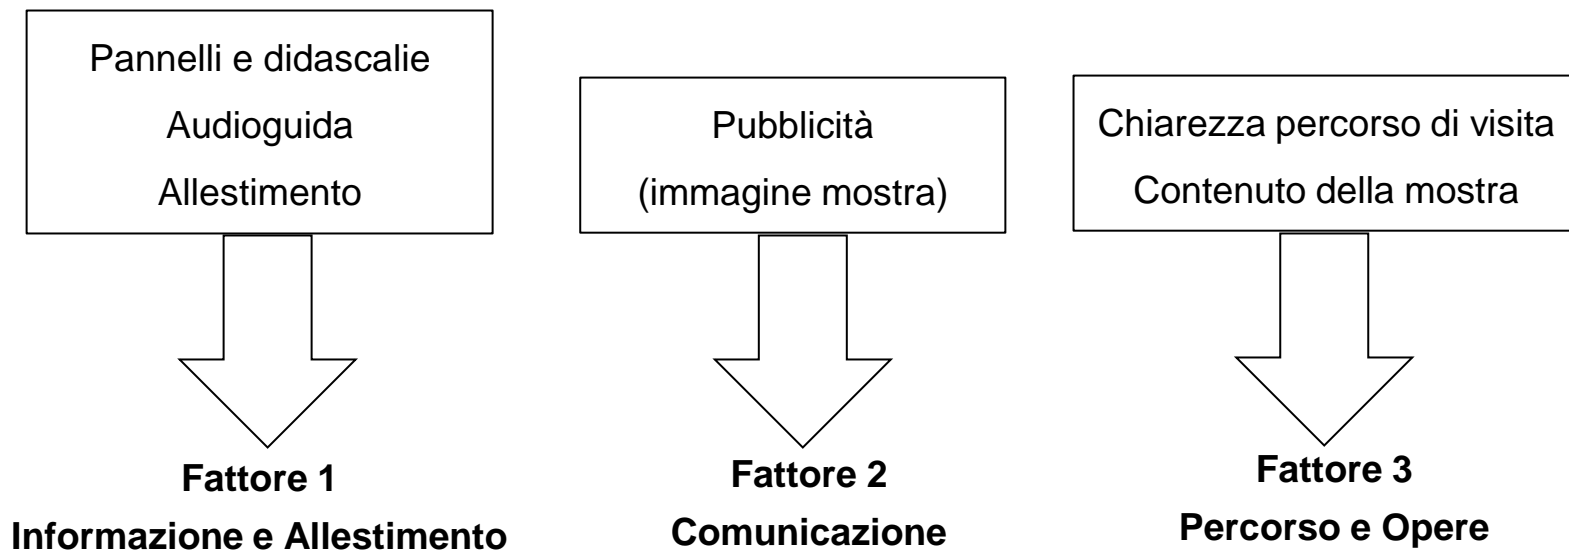 Pannelli e didascalie
Audioguida
Allestimento
Pubblicità
(immagine mostra)
Chiarezza percorso di visita
Contenuto della mostra
Fattore 1
Informazione e Allestimento
Fattore 2
Comunicazione
Fattore 3
Percorso e Opere